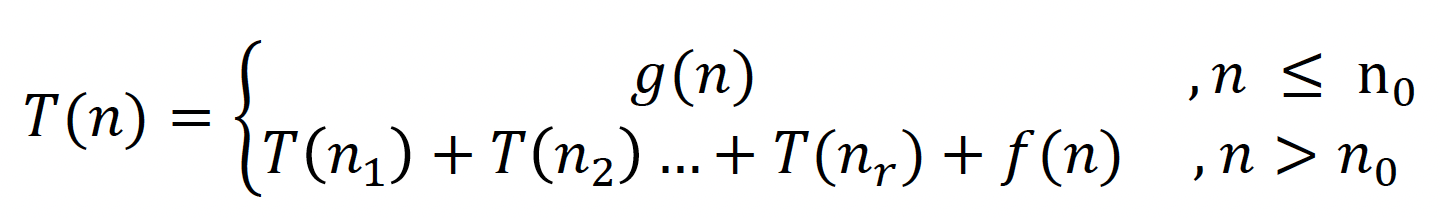 T(n) = { g(n) , n ≤ n₀
T(n₁) + T(n₂) … + T(nᵣ) + f(n) , n > n₀